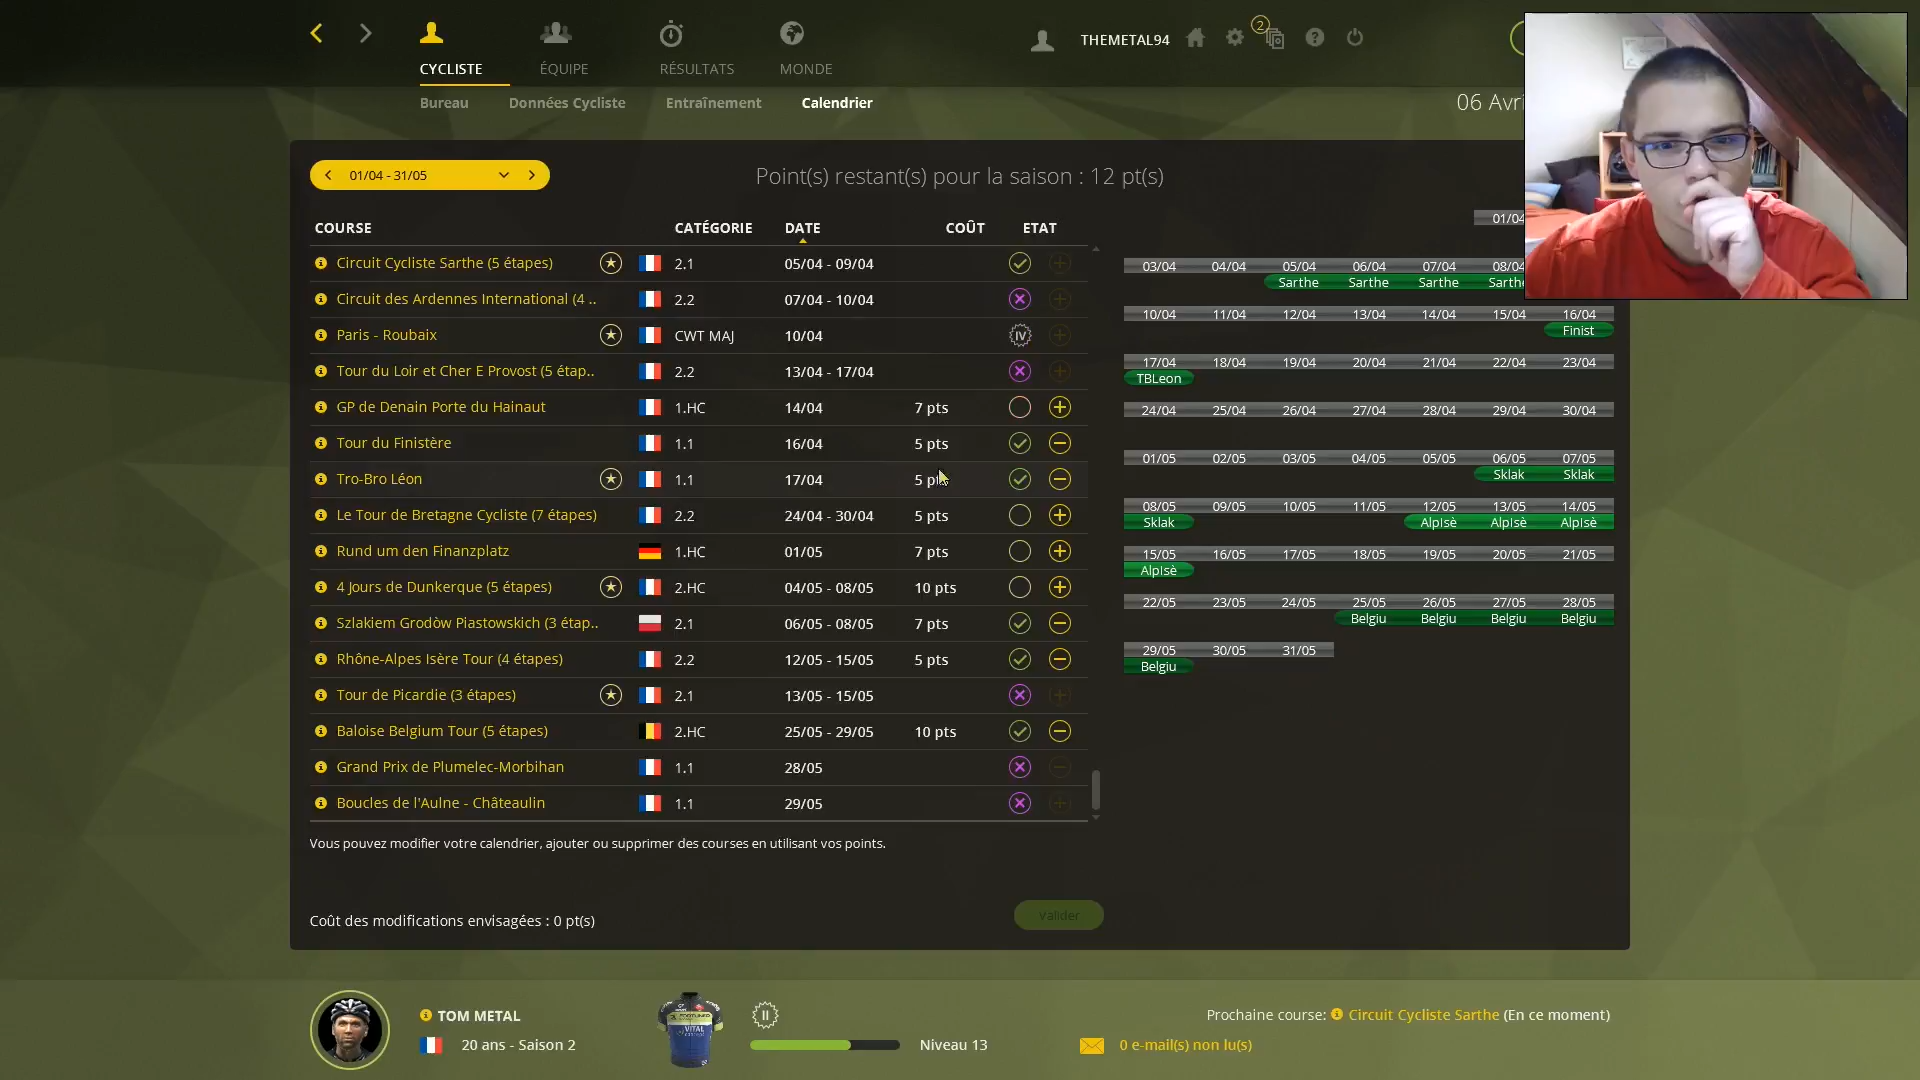 CYCLISTE
ÉQUIPE
RÉSULTATS
MONDE
THEMETAL94
2
Bureau
Données Cycliste
Entraînement
Calendrier
06 Avri
01/04 - 31/05
Point(s) restant(s) pour la saison : 12 pt(s)
COURSE CATÉGORIE DATE COÛT ETAT
Circuit Cycliste Sarthe (5 étapes) 2.1 05/04 - 09/04
Circuit des Ardennes International (4 .. 2.2 07/04 - 10/04
Paris - Roubaix CWT MAJ 10/04 IV
Tour du Loir et Cher E Provost (5 étap.. 2.2 13/04 - 17/04
GP de Denain Porte du Hainaut 1.HC 14/04 7 pts
Tour du Finistère 1.1 16/04 5 pts
Tro-Bro Léon 1.1 17/04 5 pts
Le Tour de Bretagne Cycliste (7 étapes) 2.2 24/04 - 30/04 5 pts
Rund um den Finanzplatz 1.HC 01/05 7 pts
4 Jours de Dunkerque (5 étapes) 2.HC 04/05 - 08/05 10 pts
Szlakiem Grodòw Piastowskich (3 étap.. 2.1 06/05 - 08/05 7 pts
Rhône-Alpes Isère Tour (4 étapes) 2.2 12/05 - 15/05 5 pts
Tour de Picardie (3 étapes) 2.1 13/05 - 15/05
Baloise Belgium Tour (5 étapes) 2.HC 25/05 - 29/05 10 pts
Grand Prix de Plumelec-Morbihan 1.1 28/05
Boucles de l'Aulne - Châteaulin 1.1 29/05
01/04
03/04 04/04 05/04 06/04 07/04 08/04
Sarthe Sarthe Sarthe Sarthe
10/04 11/04 12/04 13/04 14/04 15/04 16/04
Finist
17/04 18/04 19/04 20/04 21/04 22/04 23/04
TBLeon
24/04 25/04 26/04 27/04 28/04 29/04 30/04
01/05 02/05 03/05 04/05 05/05 06/05 07/05
Sklak Sklak
08/05 09/05 10/05 11/05 12/05 13/05 14/05
Sklak Alpisè Alpisè Alpisè
15/05 16/05 17/05 18/05 19/05 20/05 21/05
Alpisè
22/05 23/05 24/05 25/05 26/05 27/05 28/05
Belgiu Belgiu Belgiu Belgiu
29/05 30/05 31/05
Belgiu
Vous pouvez modifier votre calendrier, ajouter ou supprimer des courses en utilisant vos points.
Coût des modifications envisagées : 0 pt(s)
Valider
TOM METAL
20 ans - Saison 2
VITAL
II
Niveau 13
Prochaine course: Circuit Cycliste Sarthe (En ce moment)
0 e-mail(s) non lu(s)